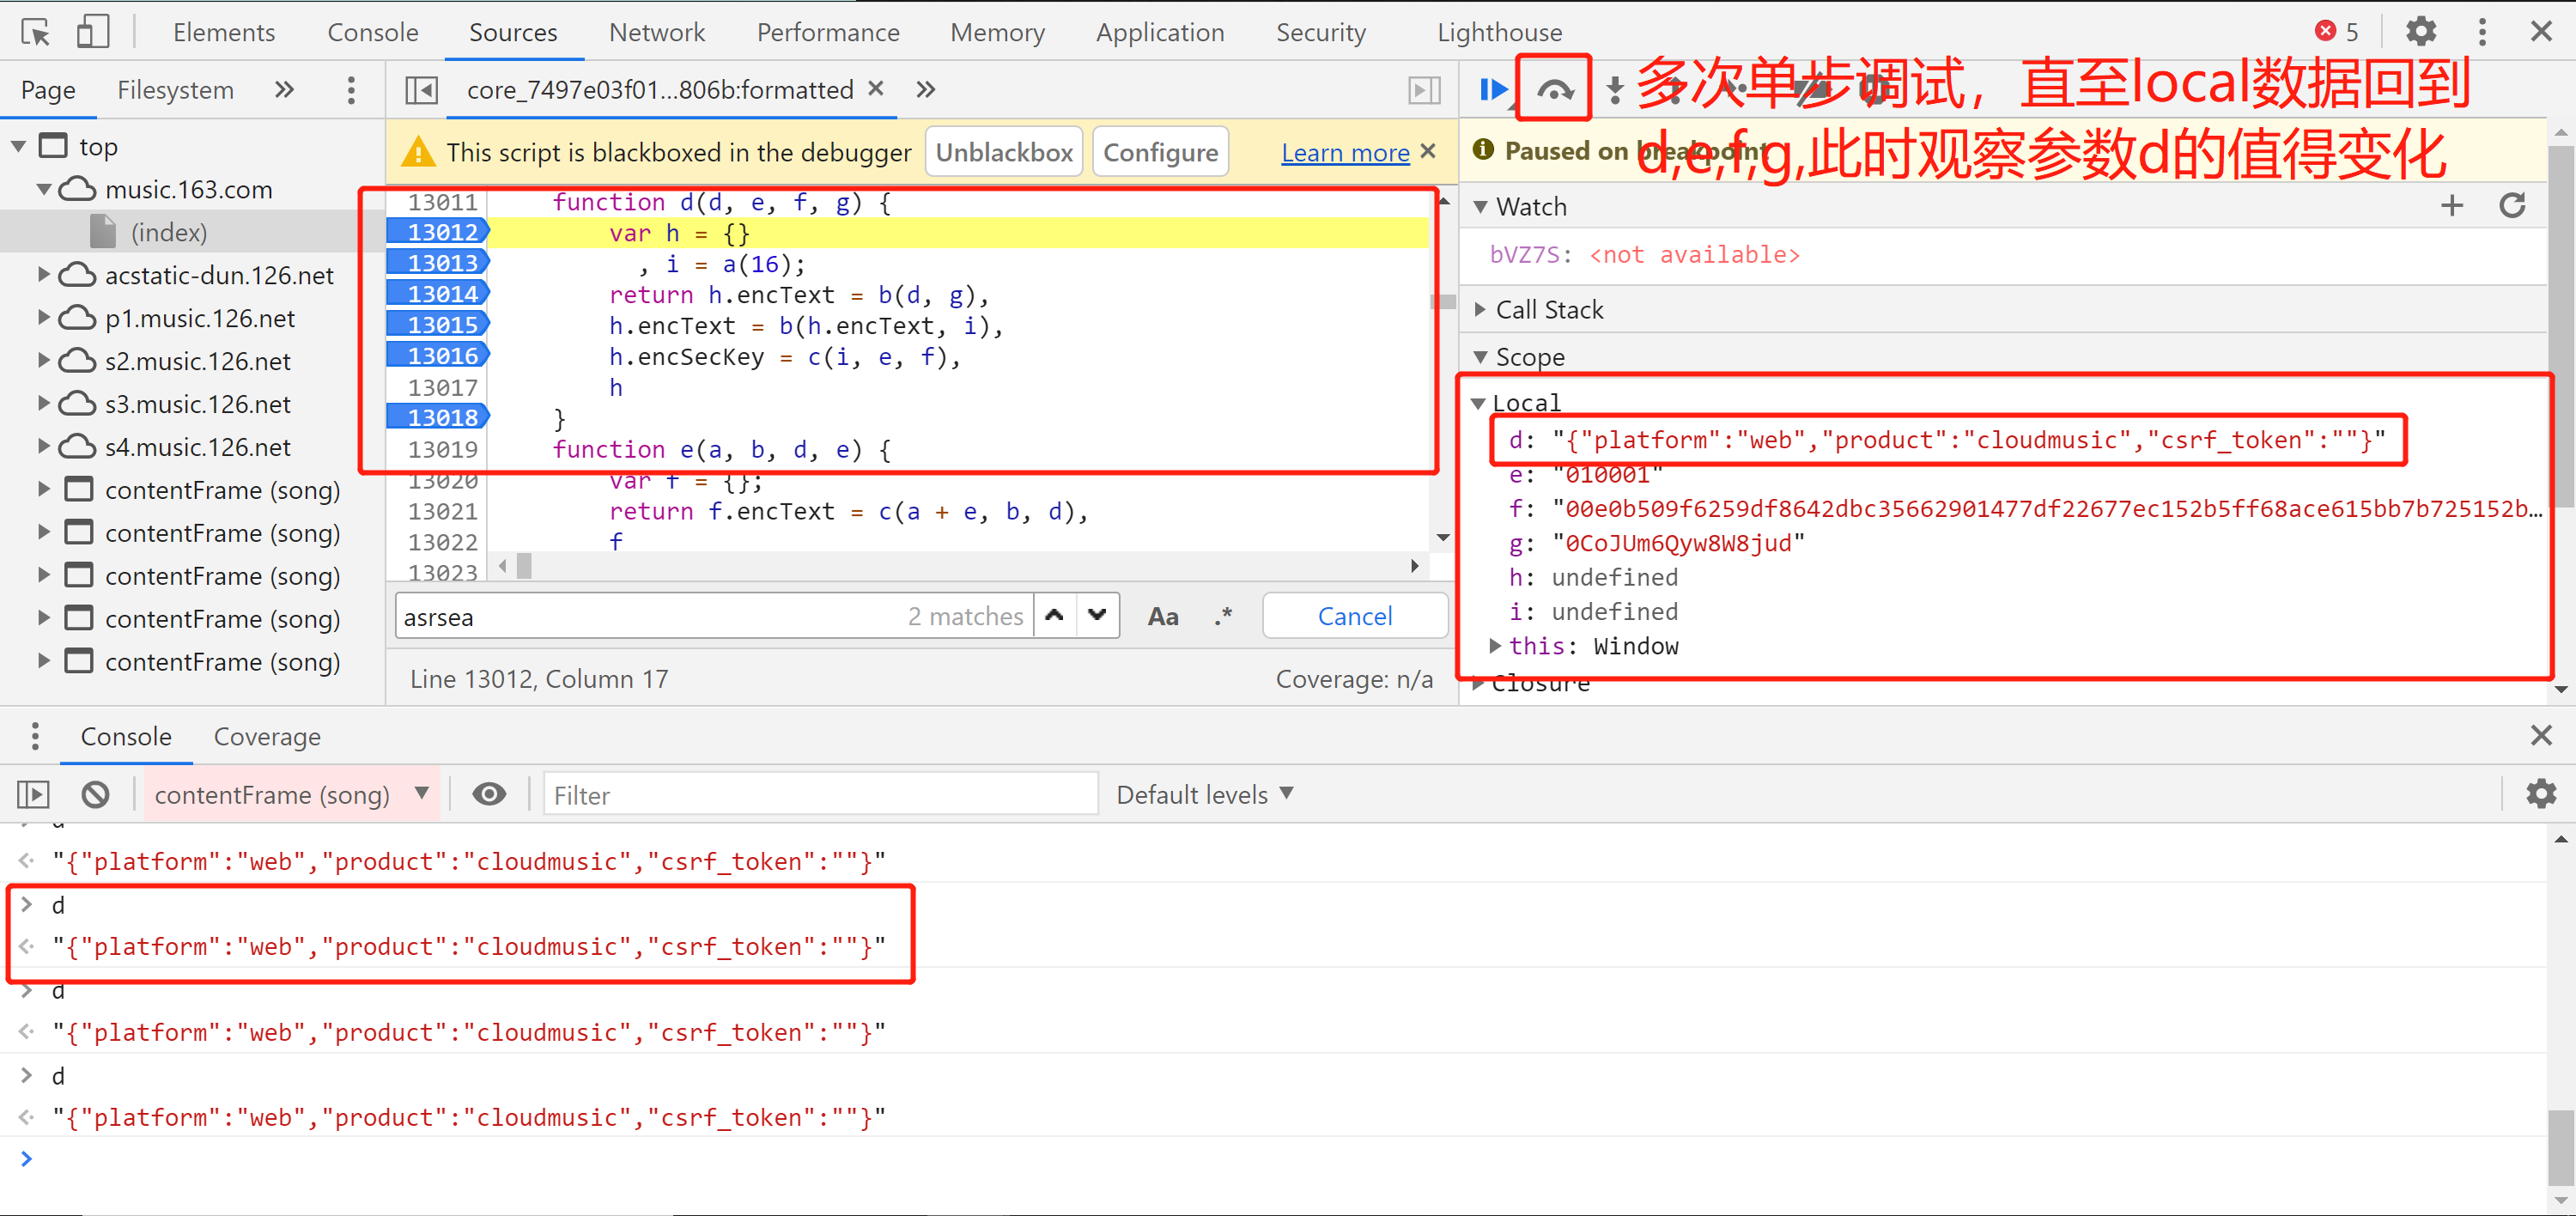 Elements Console Sources Network Performance Memory Application Security Lighthouse 5
Page Filesystem
core_7497e03f01...806b:formatted
多次单步调试，直至local数据回到
d,e,f,g,此时观察参数d的值得变化
This script is blackboxed in the debugger Unblackbox Configure Learn more
Paused on breakpoint
top
music.163.com
(index)
acstatic-dun.126.net
p1.music.126.net
s2.music.126.net
s3.music.126.net
s4.music.126.net
contentFrame (song)
contentFrame (song)
contentFrame (song)
contentFrame (song)
contentFrame (song)
13011 function d(d, e, f, g) {
13012 var h = {}
13013 , i = a(16);
13014 return h.encText = b(d, g),
13015 h.encText = b(h.encText, i),
13016 h.encSecKey = c(i, e, f),
13017 h
13018 }
13019 function e(a, b, d, e) {
13020 var f = {};
13021 return f.encText = c(a + e, b, d),
13022 f
13023
asrsea 2 matches Aa .* Cancel
Line 13012, Column 17 Coverage: n/a
Watch
bVZ7S: <not available>
Call Stack
Scope
Local
d: "{"platform":"web","product":"cloudmusic","csrf_token":""}"
e: "010001"
f: "00e0b509f6259df8642dbc35662901477df22677ec152b5ff68ace615bb7b725152b…
g: "0CoJUm6Qyw8W8jud"
h: undefined
i: undefined
this: Window
Closure
Console Coverage
contentFrame (song) Filter Default levels
d
"{"platform":"web","product":"cloudmusic","csrf_token":""}"
d
"{"platform":"web","product":"cloudmusic","csrf_token":""}"
d
"{"platform":"web","product":"cloudmusic","csrf_token":""}"
d
"{"platform":"web","product":"cloudmusic","csrf_token":""}"